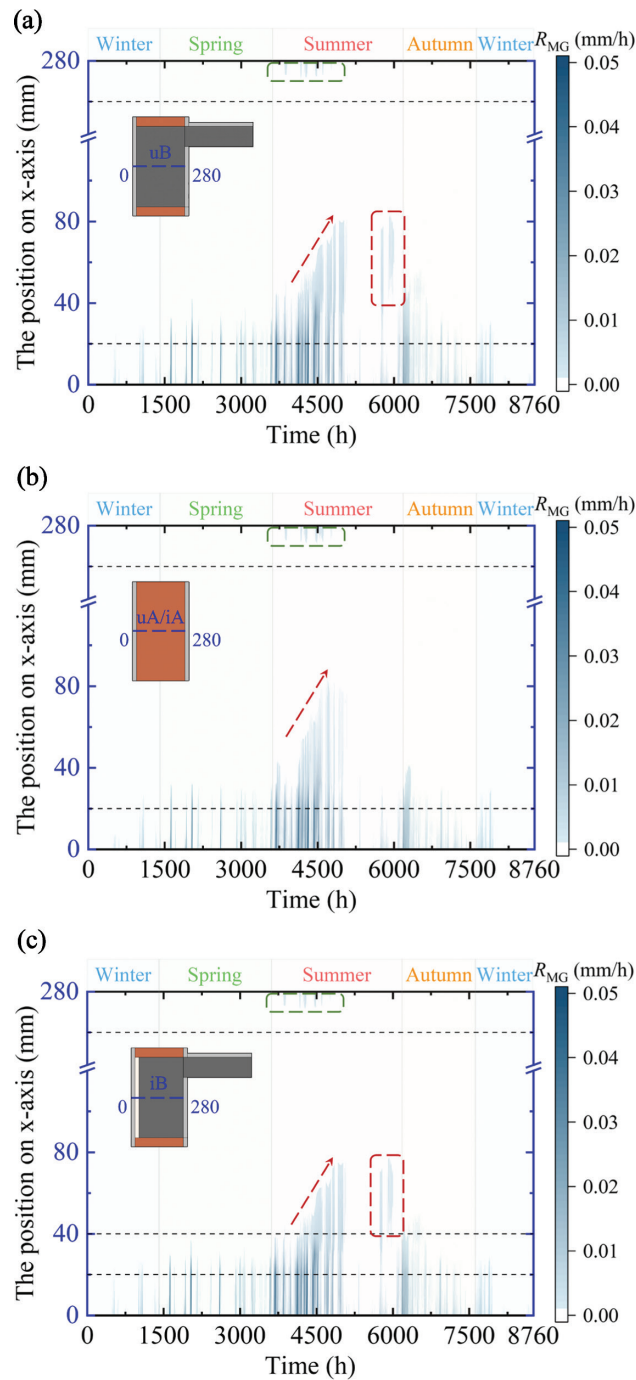 (a)
Winter Spring Summer Autumn Winter
R_MG (mm/h)
280
80
40
0
The position on x-axis (mm)
uB
0 280
0 1500 3000 4500 6000 7500 8760
Time (h)
0.05
0.04
0.03
0.02
0.01
0.00
(b)
Winter Spring Summer Autumn Winter
R_MG (mm/h)
280
80
40
0
The position on x-axis (mm)
uA/iA
0 280
0 1500 3000 4500 6000 7500 8760
Time (h)
0.05
0.04
0.03
0.02
0.01
0.00
(c)
Winter Spring Summer Autumn Winter
R_MG (mm/h)
280
80
40
0
The position on x-axis (mm)
iB
0 280
0 1500 3000 4500 6000 7500 8760
Time (h)
0.05
0.04
0.03
0.02
0.01
0.00